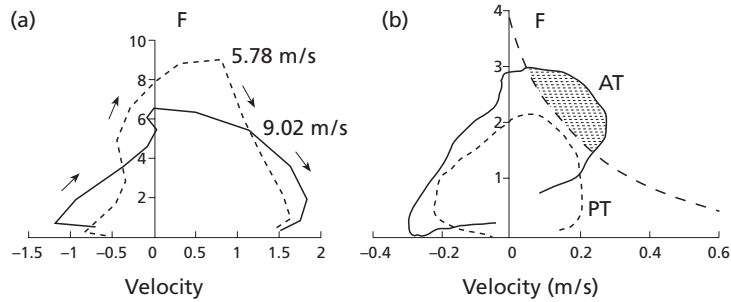 (a)
F
10
8
6
4
2
5.78 m/s
9.02 m/s
−1.5 −1 −0.5 0 0.5 1 1.5 2
Velocity
(b)
F
4
3
2
1
AT
PT
−0.4 −0.2 0 0.2 0.4 0.6
Velocity (m/s)